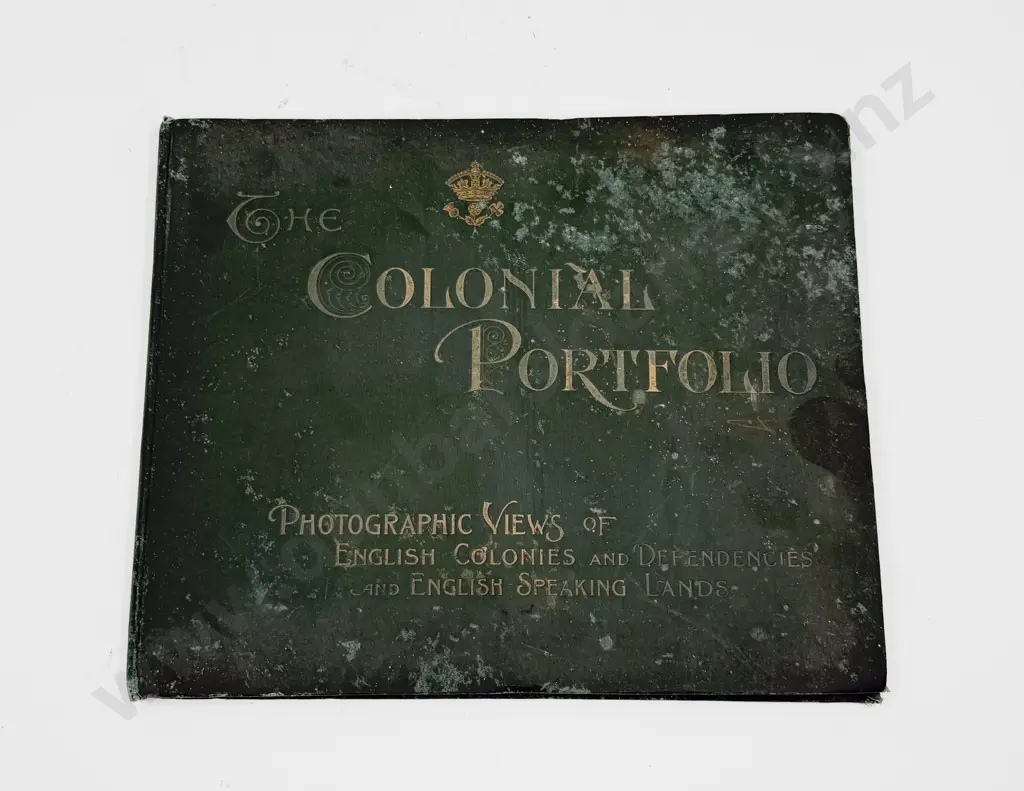 The
Colonial
Portfolio
Photographic Views of
English Colonies and Dependencies
and English-Speaking Lands